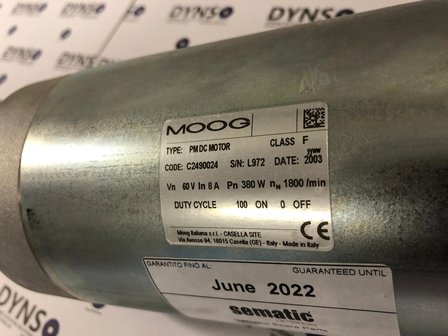 MOOG
TYPE: PM DC MOTOR CLASS F
yyww
CODE: C2490024 S/N: L972 DATE: 2003
Vn 60 V In 8 A Pn 380 W nN 1800 /min
DUTY CYCLE 100 ON 0 OFF
CE
Moog Italiana s.r.l. - CASELLA SITE
Via Avosso 94, 16015 Casella (GE) - Italy - Made in Italy
GARANTITO FINO AL: GUARANTEED UNTIL
June 2022
sematic
DYNS
DYNSO
DYNS